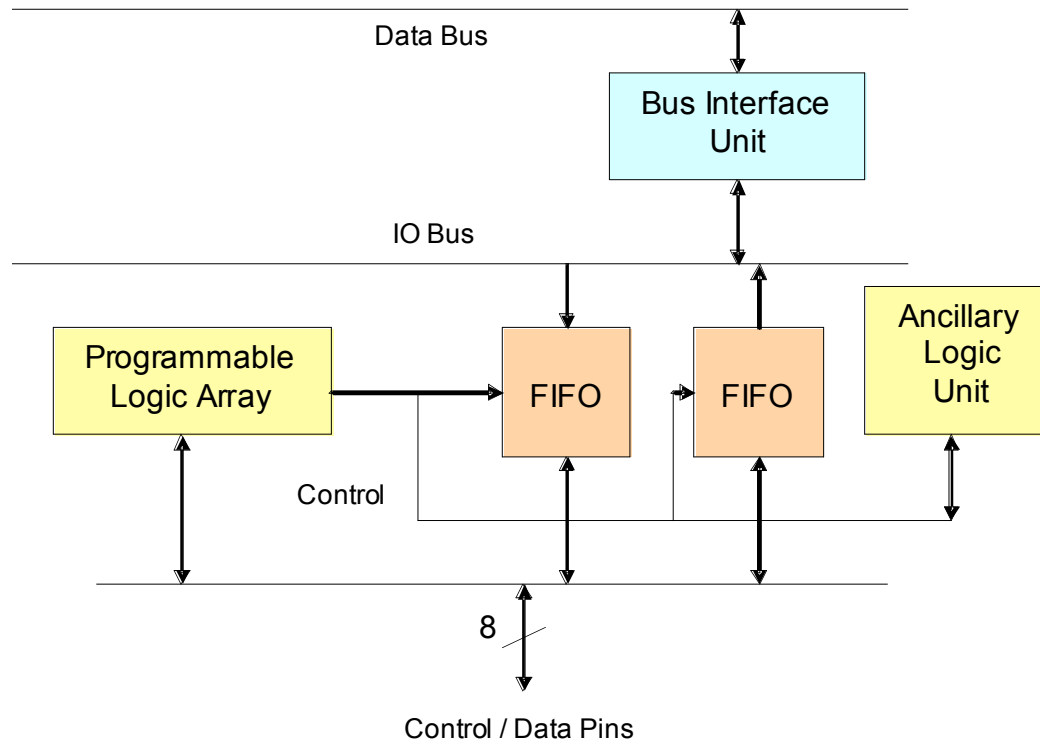 Data Bus
Bus Interface
Unit
IO Bus
Programmable
Logic Array
FIFO
FIFO
Ancillary
Logic
Unit
Control
8
Control / Data Pins